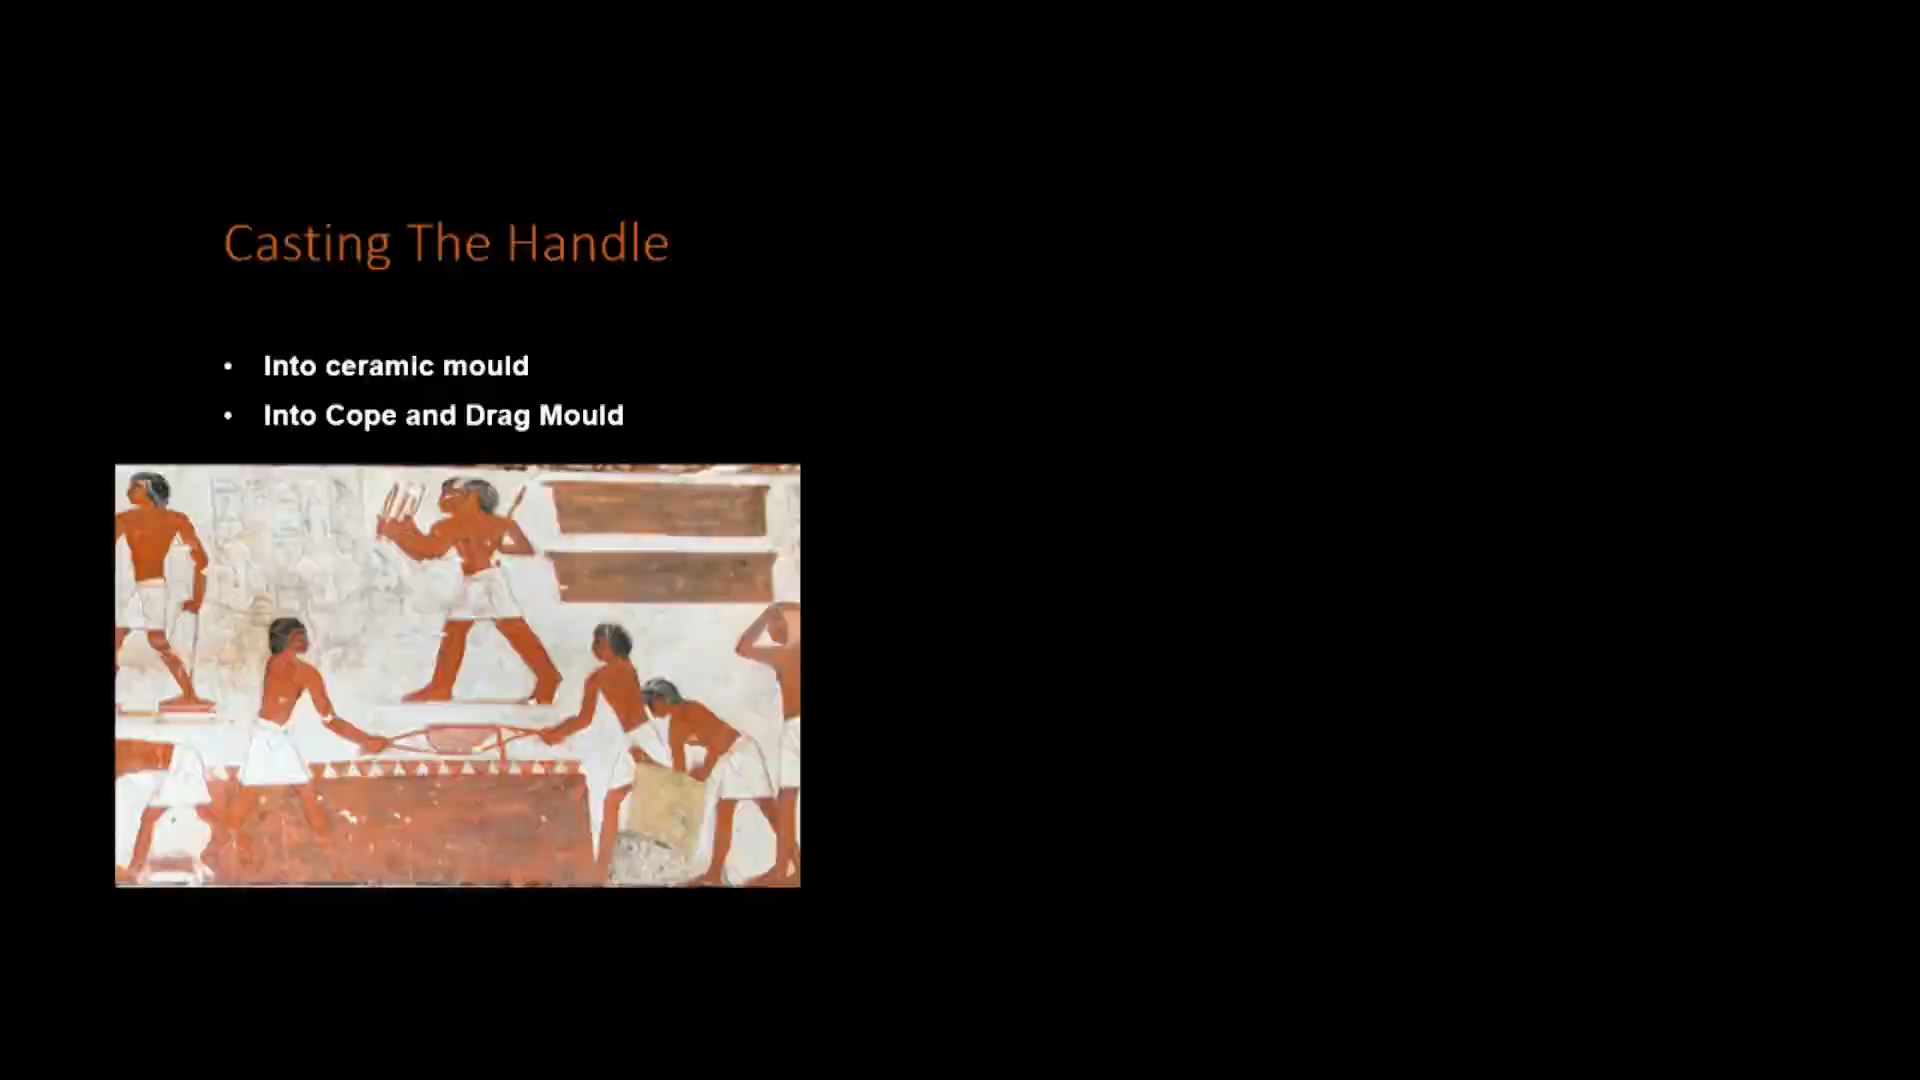 Casting The Handle
• Into ceramic mould
• Into Cope and Drag Mould